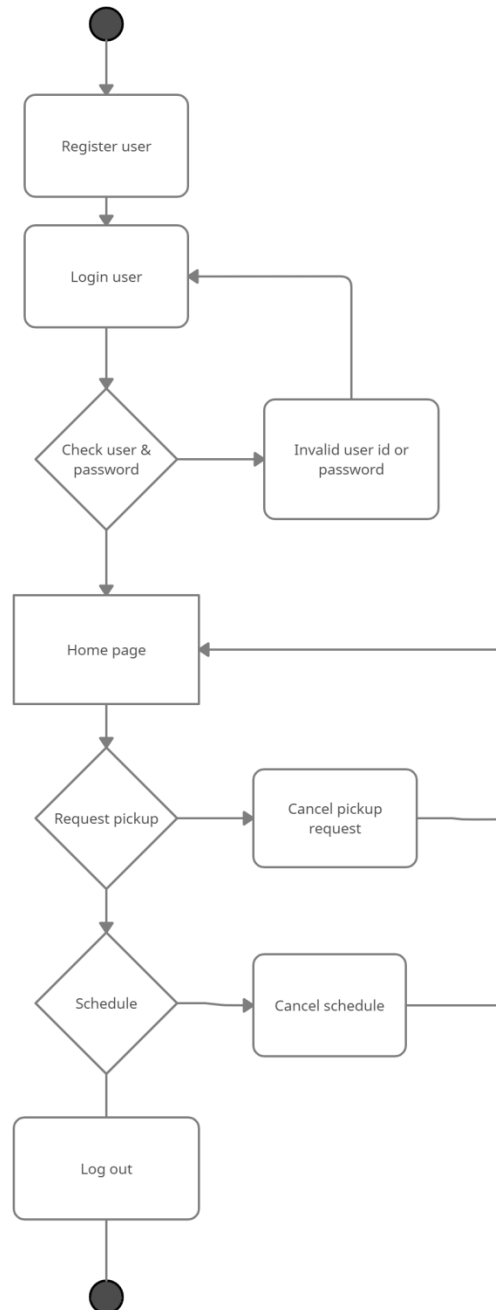 Register user
Login user
Check user &
password
Invalid user id or
password
Home page
Request pickup
Cancel pickup
request
Schedule
Cancel schedule
Log out